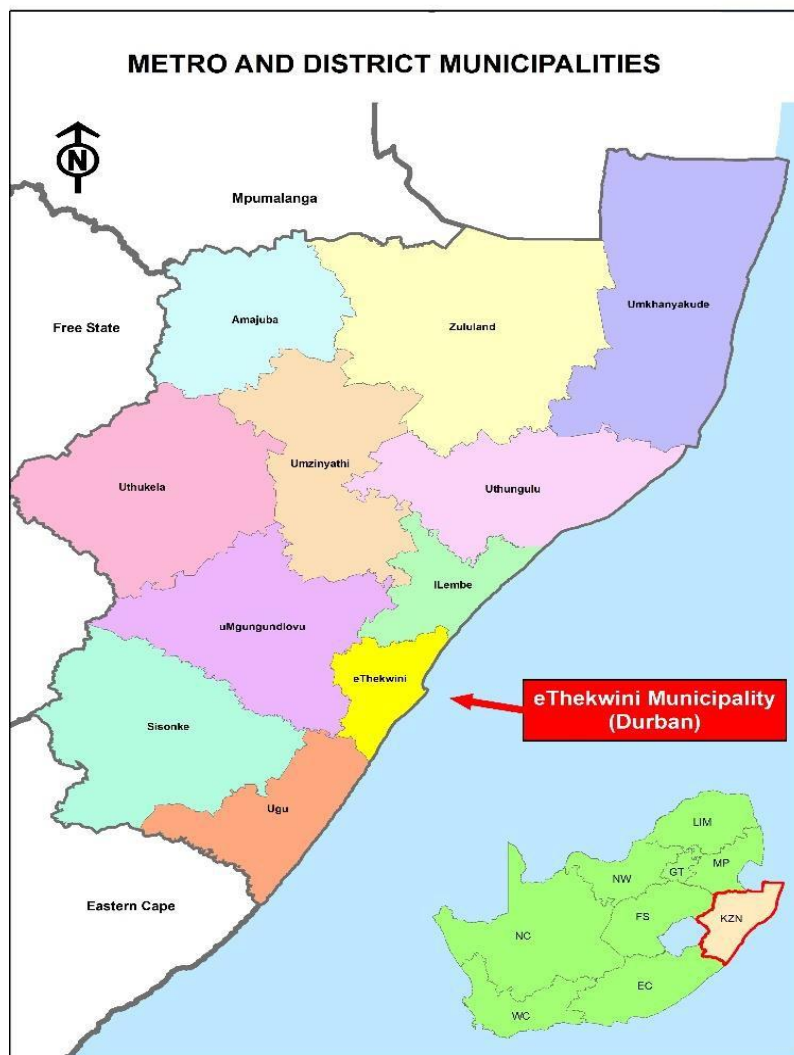 METRO AND DISTRICT MUNICIPALITIES
N
Mpumalanga
Umkhanyakude
Amajuba
Zululand
Free State
Umzinyathi
Uthukela
Uthungulu
ILembe
uMgungundlovu
eThekwini
eThekwini Municipality
(Durban)
Sisonke
Ugu
Eastern Cape
LIM
MP
GT
NW
FS
KZN
NC
EC
WC